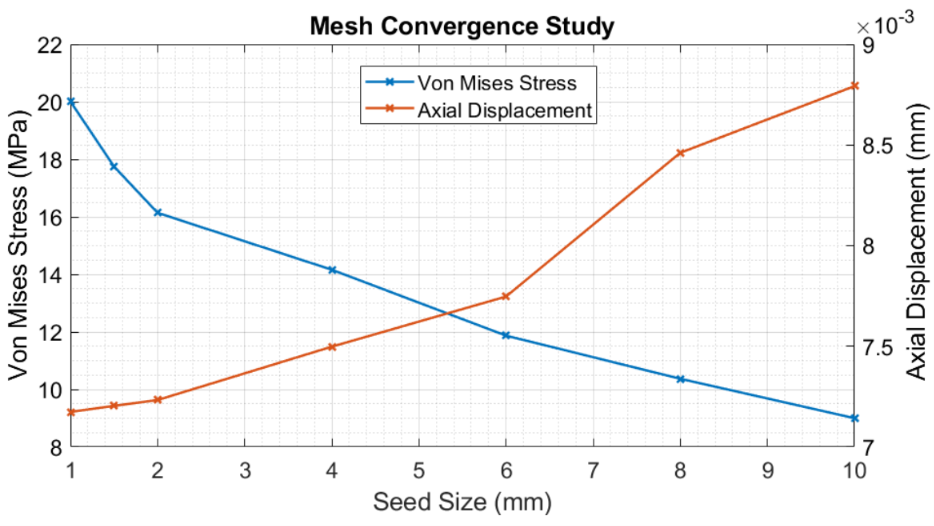 Mesh Convergence Study
×10⁻³
22
20
18
16
14
12
10
8
Von Mises Stress (MPa)
Von Mises Stress
Axial Displacement
9
8.5
8
7.5
7
Axial Displacement (mm)
1 2 3 4 5 6 7 8 9 10
Seed Size (mm)